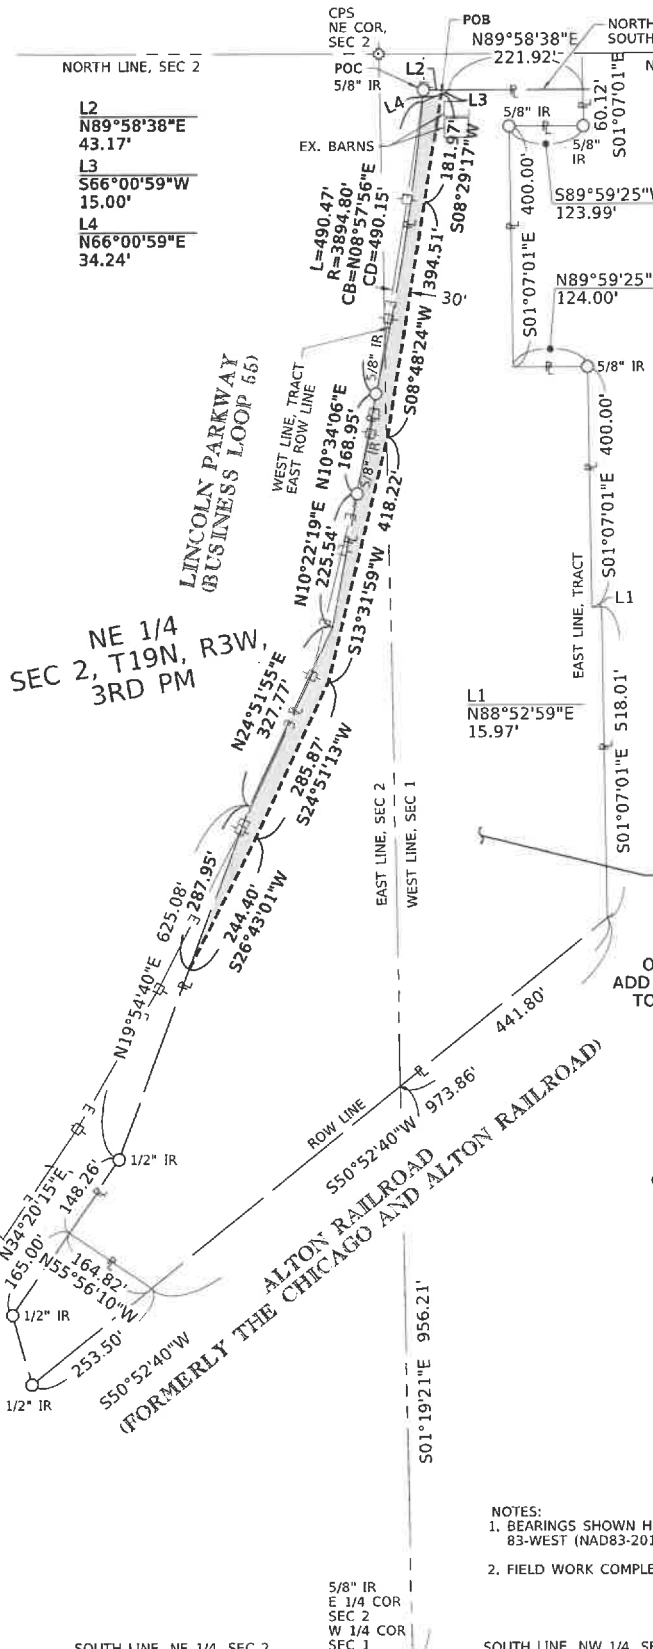 CPS
NE COR,
SEC 2
POB
NORTH
SOUTH
N89°58'38"E
221.92'
NORTH LINE, SEC 2
POC
5/8" IR
L2
L4
L3
L2
N89°58'38"E
43.17'
L3
S66°00'59"W
15.00'
L4
N66°00'59"E
34.24'
EX. BARNS
5/8" IR
5/8"
IR
60.12'
S01°07'01"E
181.97'
S08°29'17"W
S01°07'01"E 400.00'
S89°59'25"W
123.99'
N89°59'25"
124.00'
L=490.47'
R=3894.80'
CB=N08°57'56"E
CD=490.15'
394.51'
S08°48'24"W
30'
5/8" IR
WEST LINE, TRACT
EAST ROW LINE
5/8" IR
LINCOLN PARKWAY
(BUSINESS LOOP 55)
N10°34'06"E
168.95'
5/8" IR
S01°07'01"E 400.00'
N10°22'19"E
225.54'
S13°31'59"W 418.22'
NE 1/4
SEC 2, T19N, R3W,
3RD PM
EAST LINE, TRACT
L1
N24°51'55"E
327.77'
L1
N88°52'59"E
15.97'
285.87'
S24°51'13"W
S01°07'01"E 518.01'
EAST LINE, SEC 2
WEST LINE, SEC 1
N19°54'40"E 625.08'
287.95'
244.40'
S26°43'01"W
O
ADD
TO
441.80'
ROW LINE
S50°52'40"W 973.86'
1/2" IR
ALTON RAILROAD
(FORMERLY THE CHICAGO AND ALTON RAILROAD)
N34°20'15"E,
165.00'
148.26'
164.82'
N55°56'10"W
1/2" IR
253.50'
S50°52'40"W
1/2" IR
S01°19'21"E 956.21'
NOTES:
1. BEARINGS SHOWN H
83-WEST (NAD83-201
2. FIELD WORK COMPLE
5/8" IR
E 1/4 COR
SEC 2
W 1/4 COR
SEC 1
SOUTH LINE, NE 1/4, SEC 2
SOUTH LINE, NW 1/4, SE